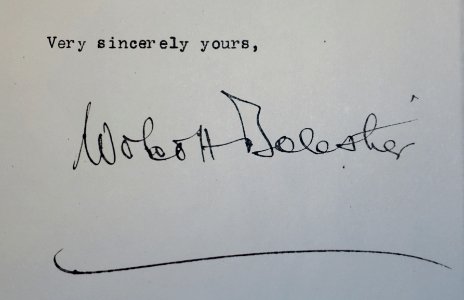 Very sincerely yours,
Wolcott Balestier